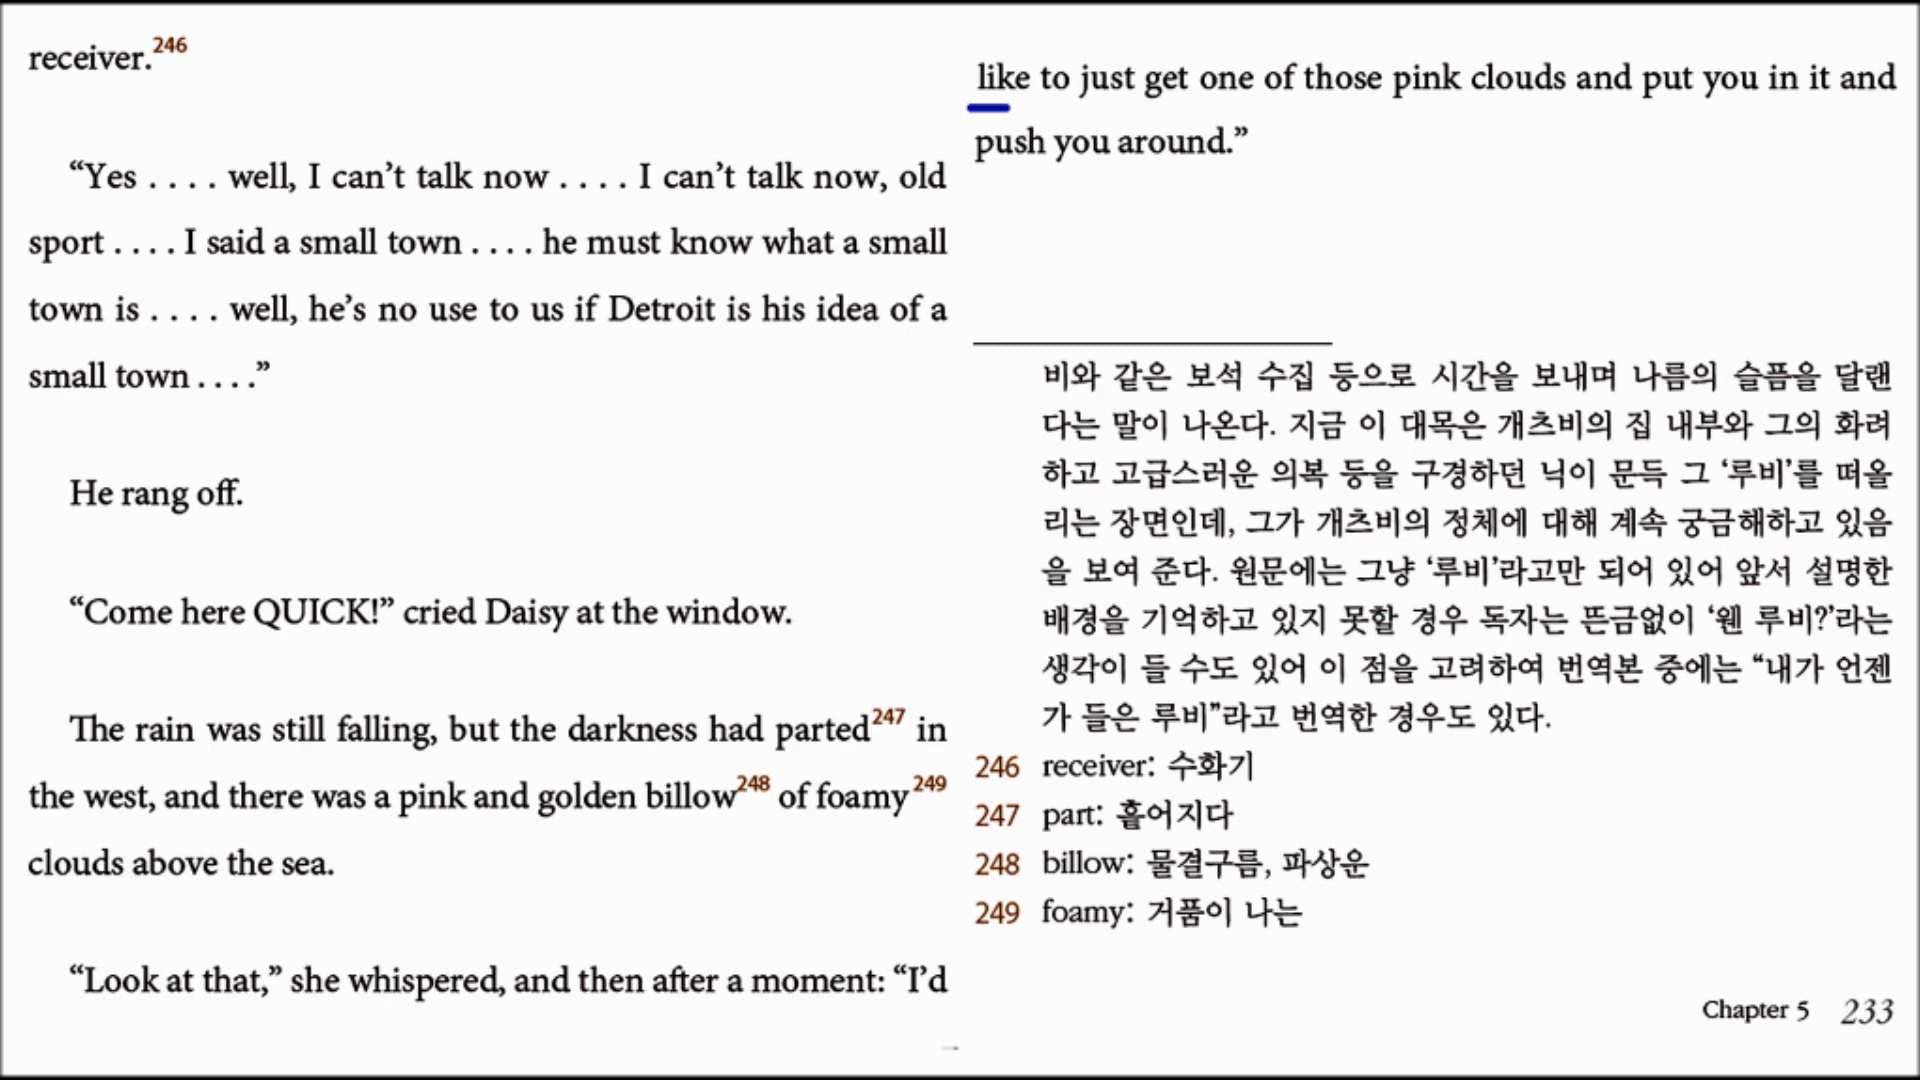 receiver.246
“Yes . . . . well, I can’t talk now . . . . I can’t talk now, old
sport . . . . I said a small town . . . . he must know what a small
town is . . . . well, he’s no use to us if Detroit is his idea of a
small town . . . .”
He rang off.
“Come here QUICK!” cried Daisy at the window.
The rain was still falling, but the darkness had parted247 in
the west, and there was a pink and golden billow248 of foamy249
clouds above the sea.
“Look at that,” she whispered, and then after a moment: “I’d
like to just get one of those pink clouds and put you in it and
push you around.”
비와 같은 보석 수집 등으로 시간을 보내며 나름의 슬픔을 달랜
다는 말이 나온다. 지금 이 대목은 개츠비의 집 내부와 그의 화려
하고 고급스러운 의복 등을 구경하던 닉이 문득 그 ‘루비’를 떠올
리는 장면인데, 그가 개츠비의 정체에 대해 계속 궁금해하고 있음
을 보여 준다. 원문에는 그냥 ‘루비’라고만 되어 있어 앞서 설명한
배경을 기억하고 있지 못할 경우 독자는 뜬금없이 ‘웬 루비?’라는
생각이 들 수도 있어 이 점을 고려하여 번역본 중에는 “내가 언젠
가 들은 루비”라고 번역한 경우도 있다.
246 receiver: 수화기
247 part: 흩어지다
248 billow: 물결구름, 파상운
249 foamy: 거품이 나는
Chapter 5 233